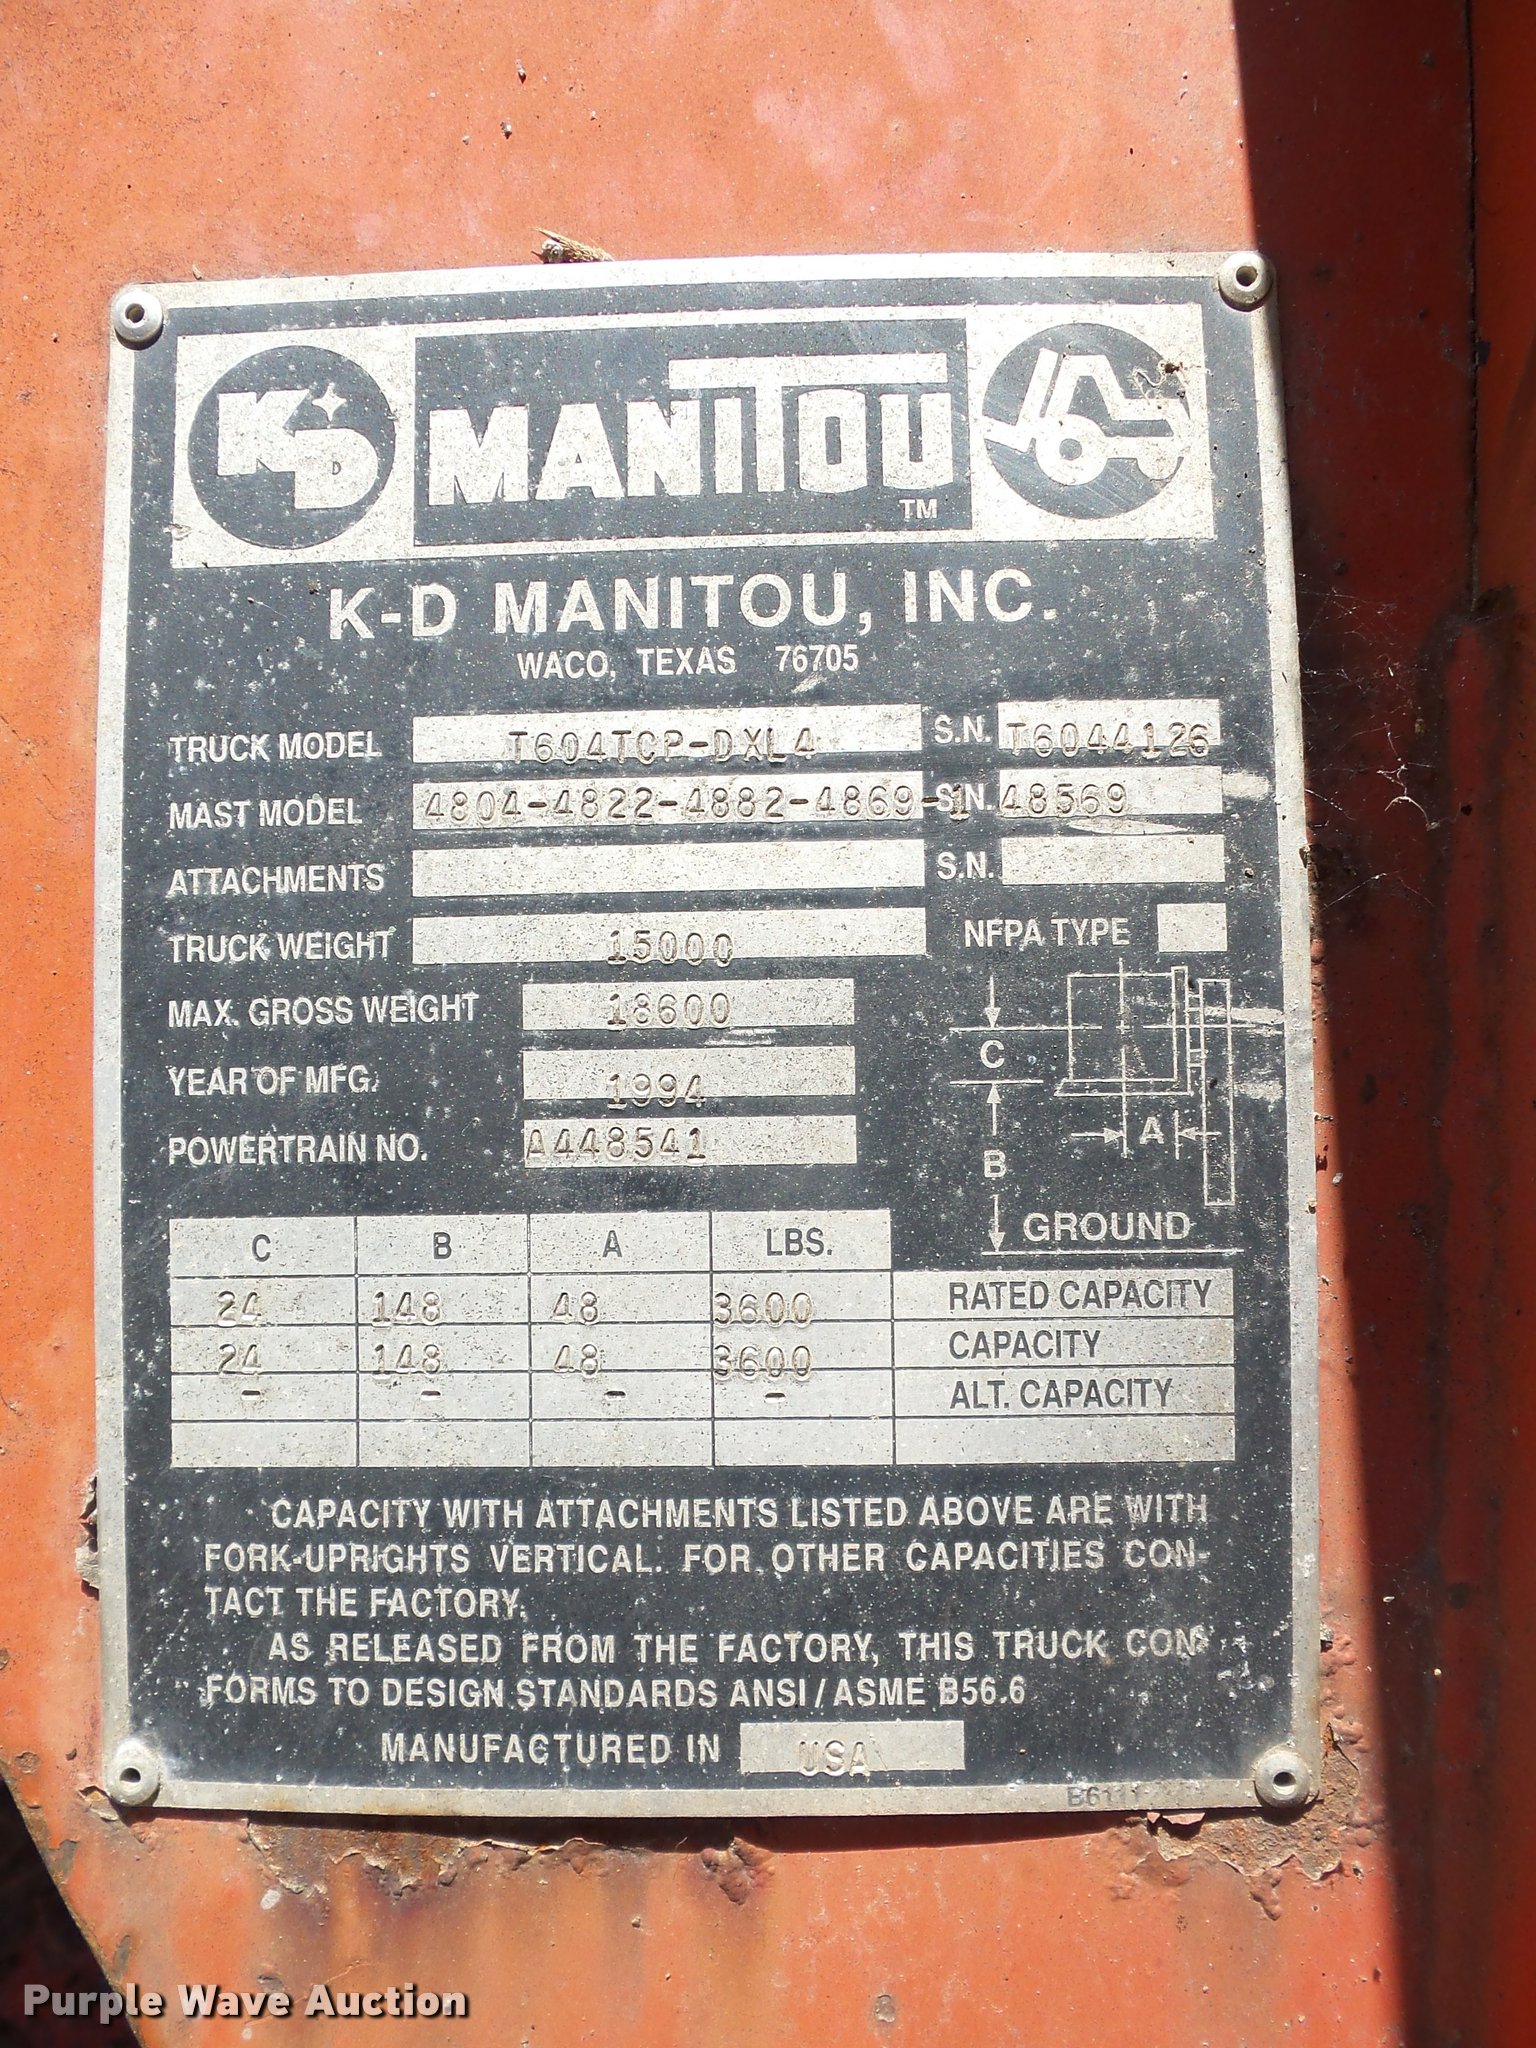 KD
D
MANITOU
TM
K-D MANITOU, INC.
WACO, TEXAS 76705
TRUCK MODEL T604TCP-DXL4 S.N. T6044126
MAST MODEL 4804-4822-4882-4869-1 S.N. 48569
ATTACHMENTS S.N.
TRUCK WEIGHT 15000 NFPA TYPE
MAX. GROSS WEIGHT 18600
YEAR OF MFG. 1994
POWERTRAIN NO. A448541
C
A
B
GROUND
C B A LBS.
24 148 48 3600 RATED CAPACITY
24 148 48 3600 CAPACITY
- - - - ALT. CAPACITY
CAPACITY WITH ATTACHMENTS LISTED ABOVE ARE WITH
FORK-UPRIGHTS VERTICAL. FOR OTHER CAPACITIES CON-
TACT THE FACTORY.
AS RELEASED FROM THE FACTORY, THIS TRUCK CON-
FORMS TO DESIGN STANDARDS ANSI/ASME B56.6
MANUFACTURED IN USA
Purple Wave Auction